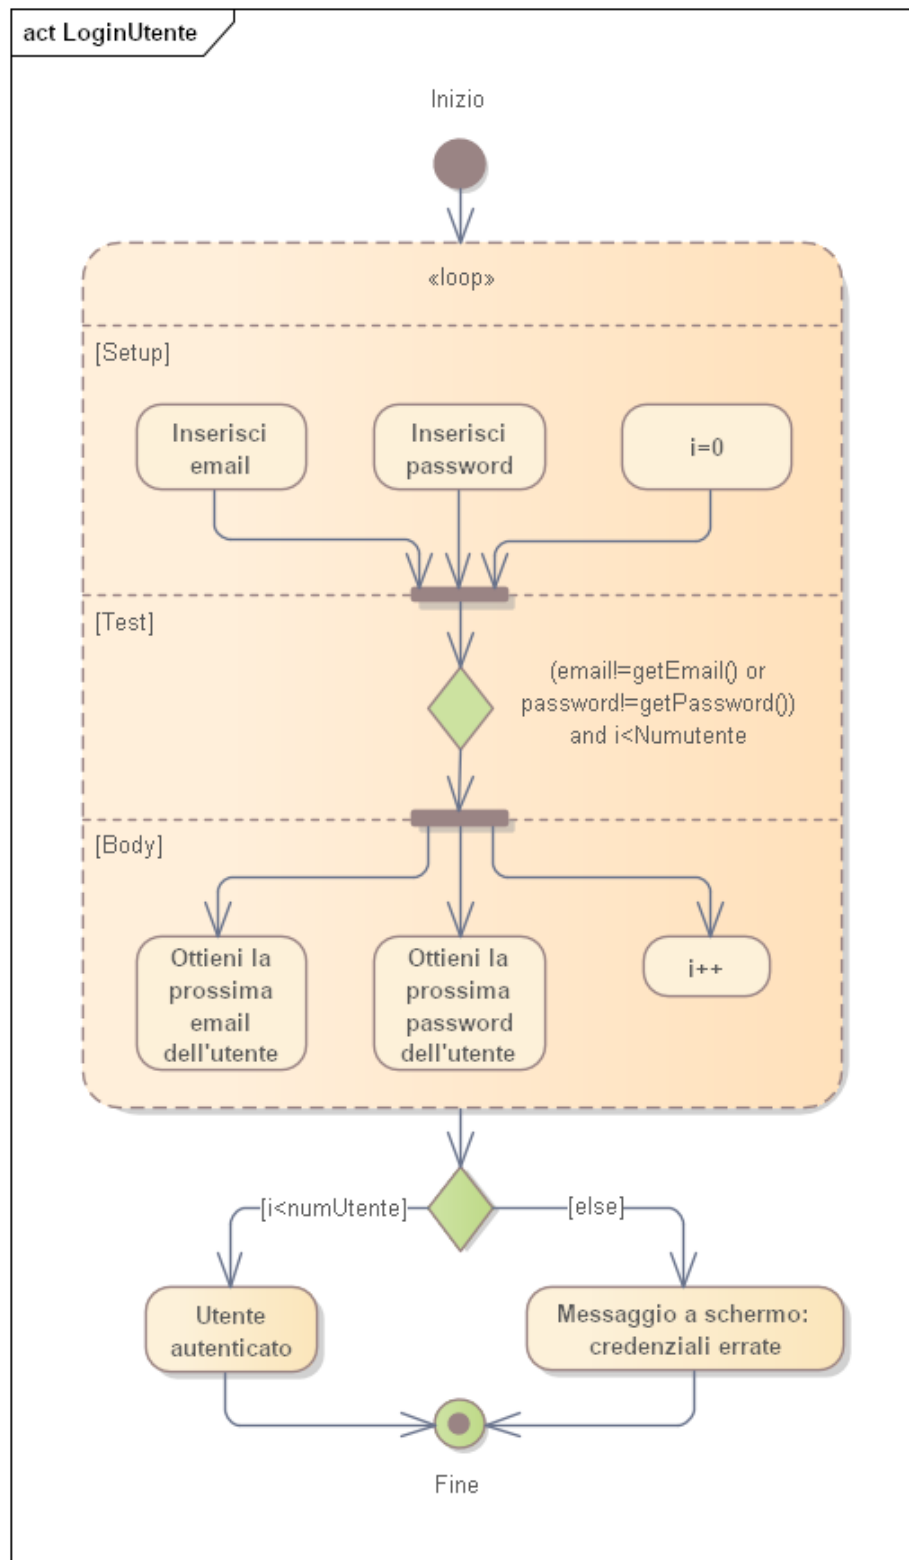 act LoginUtente
Inizio
«loop»
[Setup]
Inserisci
email
Inserisci
password
i=0
[Test]
(email!=getEmail() or
password!=getPassword())
and i<Numutente
[Body]
Ottieni la
prossima
email
dell'utente
Ottieni la
prossima
password
dell'utente
i++
[i<numUtente]
[else]
Utente
autenticato
Messaggio a schermo:
credenziali errate
Fine